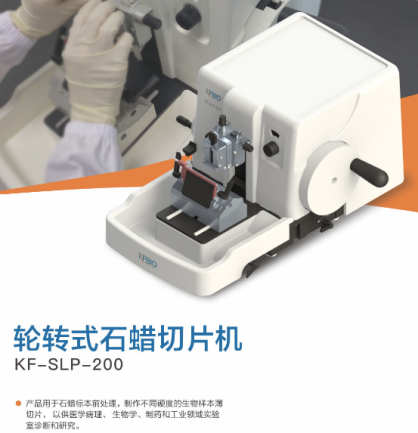 KFBIO
KFBIO
轮转式石蜡切片机
KF-SLP-200
产品用于石蜡标本前处理，制作不同硬度的生物样本薄
切片、以供医学病理、生物学、制药和工业领域实验
室诊断和研究。